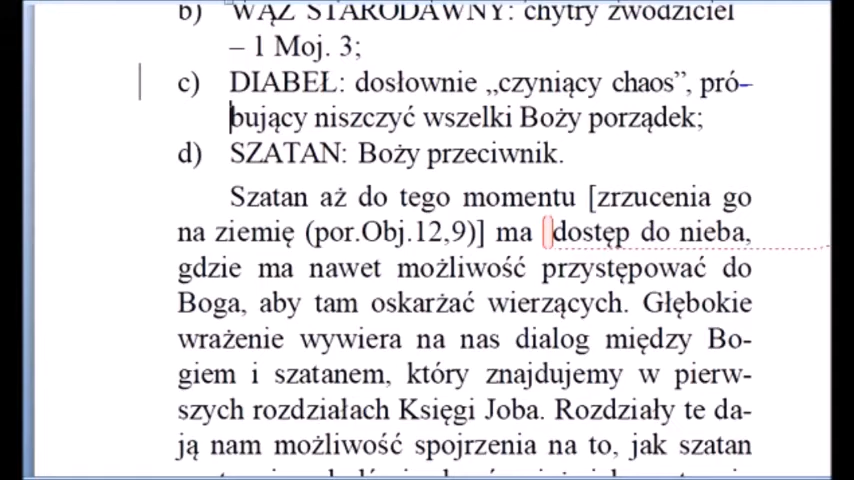 b) WĄŻ STARODAWNY: chytry zwodziciel
– 1 Moj. 3;
c) DIABEŁ: dosłownie „czyniący chaos”, pró-
bujący niszczyć wszelki Boży porządek;
d) SZATAN: Boży przeciwnik.
Szatan aż do tego momentu [zrzucenia go
na ziemię (por.Obj.12,9)] ma dostęp do nieba,
gdzie ma nawet możliwość przystępować do
Boga, aby tam oskarżać wierzących. Głębokie
wrażenie wywiera na nas dialog między Bo-
giem i szatanem, który znajdujemy w pierw-
szych rozdziałach Księgi Joba. Rozdziały te da-
ją nam możliwość spojrzenia na to, jak szatan